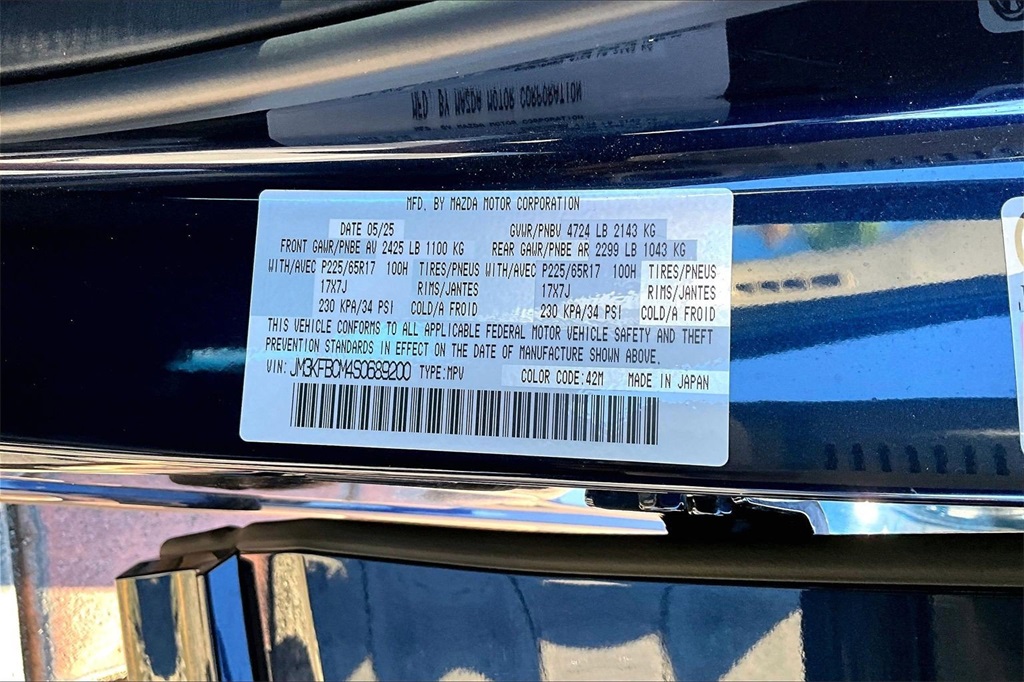 MFD. BY MAZDA MOTOR CORPORATION
DATE 05/25 GVWR/PNBV 4724 LB 2143 KG
FRONT GAWR/PNBE AV 2425 LB 1100 KG REAR GAWR/PNBE AR 2299 LB 1043 KG
WITH/AVEC P225/65R17 100H TIRES/PNEUS WITH/AVEC P225/65R17 100H TIRES/PNEUS
17X7J RIMS/JANTES 17X7J RIMS/JANTES
230 KPA/34 PSI COLD/A FROID 230 KPA/34 PSI COLD/A FROID
THIS VEHICLE CONFORMS TO ALL APPLICABLE FEDERAL MOTOR VEHICLE SAFETY AND THEFT
PREVENTION STANDARDS IN EFFECT ON THE DATE OF MANUFACTURE SHOWN ABOVE.
VIN: JM3KFBCM4S0689200 TYPE:MPV COLOR CODE:42M MADE IN JAPAN